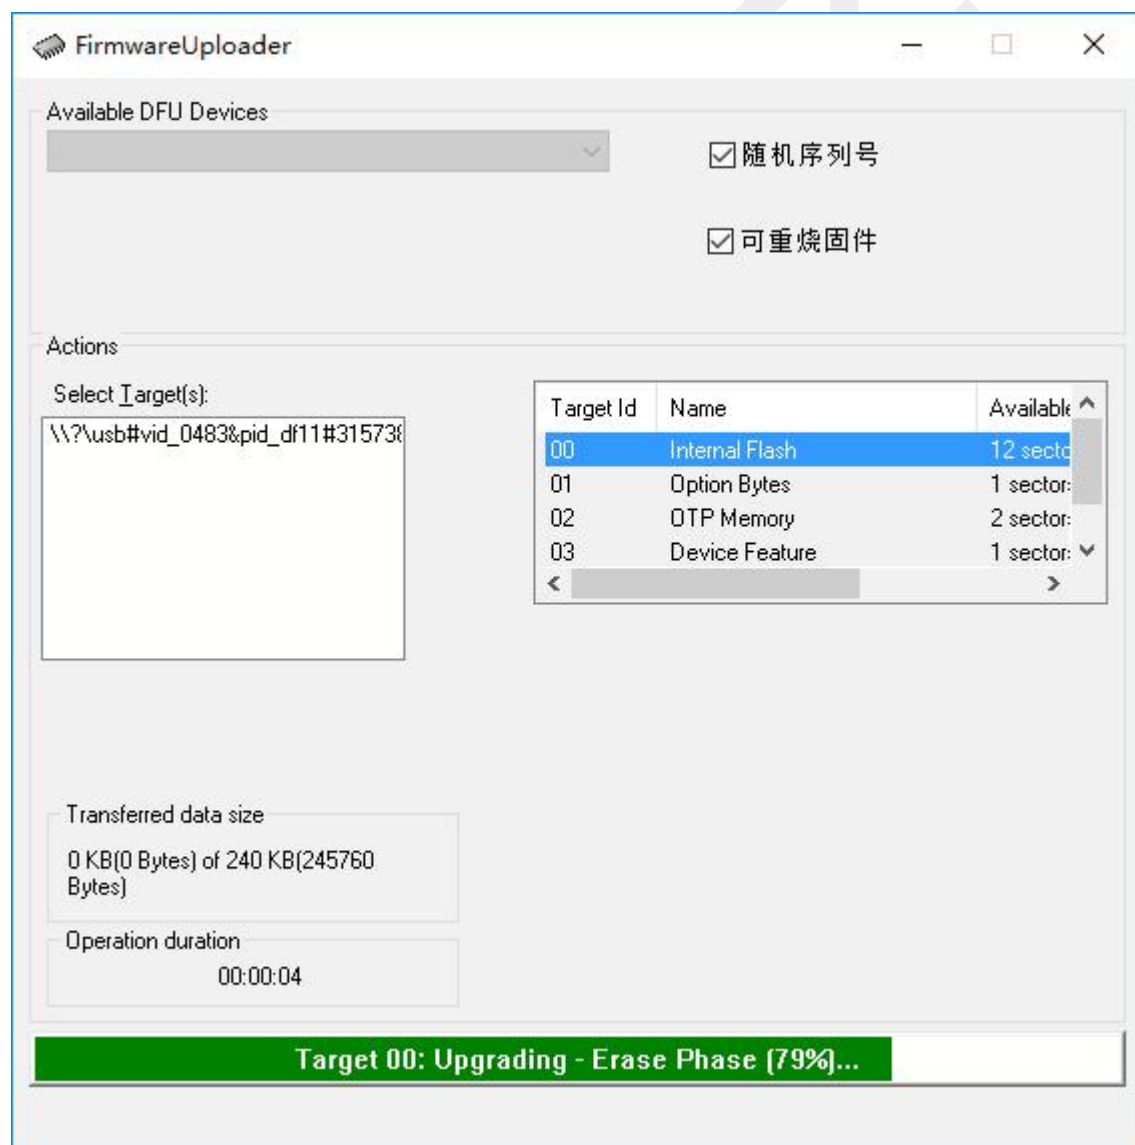 FirmwareUploader
Available DFU Devices
随机序列号
可重烧固件
Actions
Select Target(s):
\\?\usb#vid_0483&pid_df11#31573
Target Id Name Available
00 Internal Flash 12 secto
01 Option Bytes 1 sector
02 OTP Memory 2 sector
03 Device Feature 1 sector
Transferred data size
0 KB(0 Bytes) of 240 KB(245760
Bytes)
Operation duration
00:00:04
Target 00: Upgrading - Erase Phase (79%)...